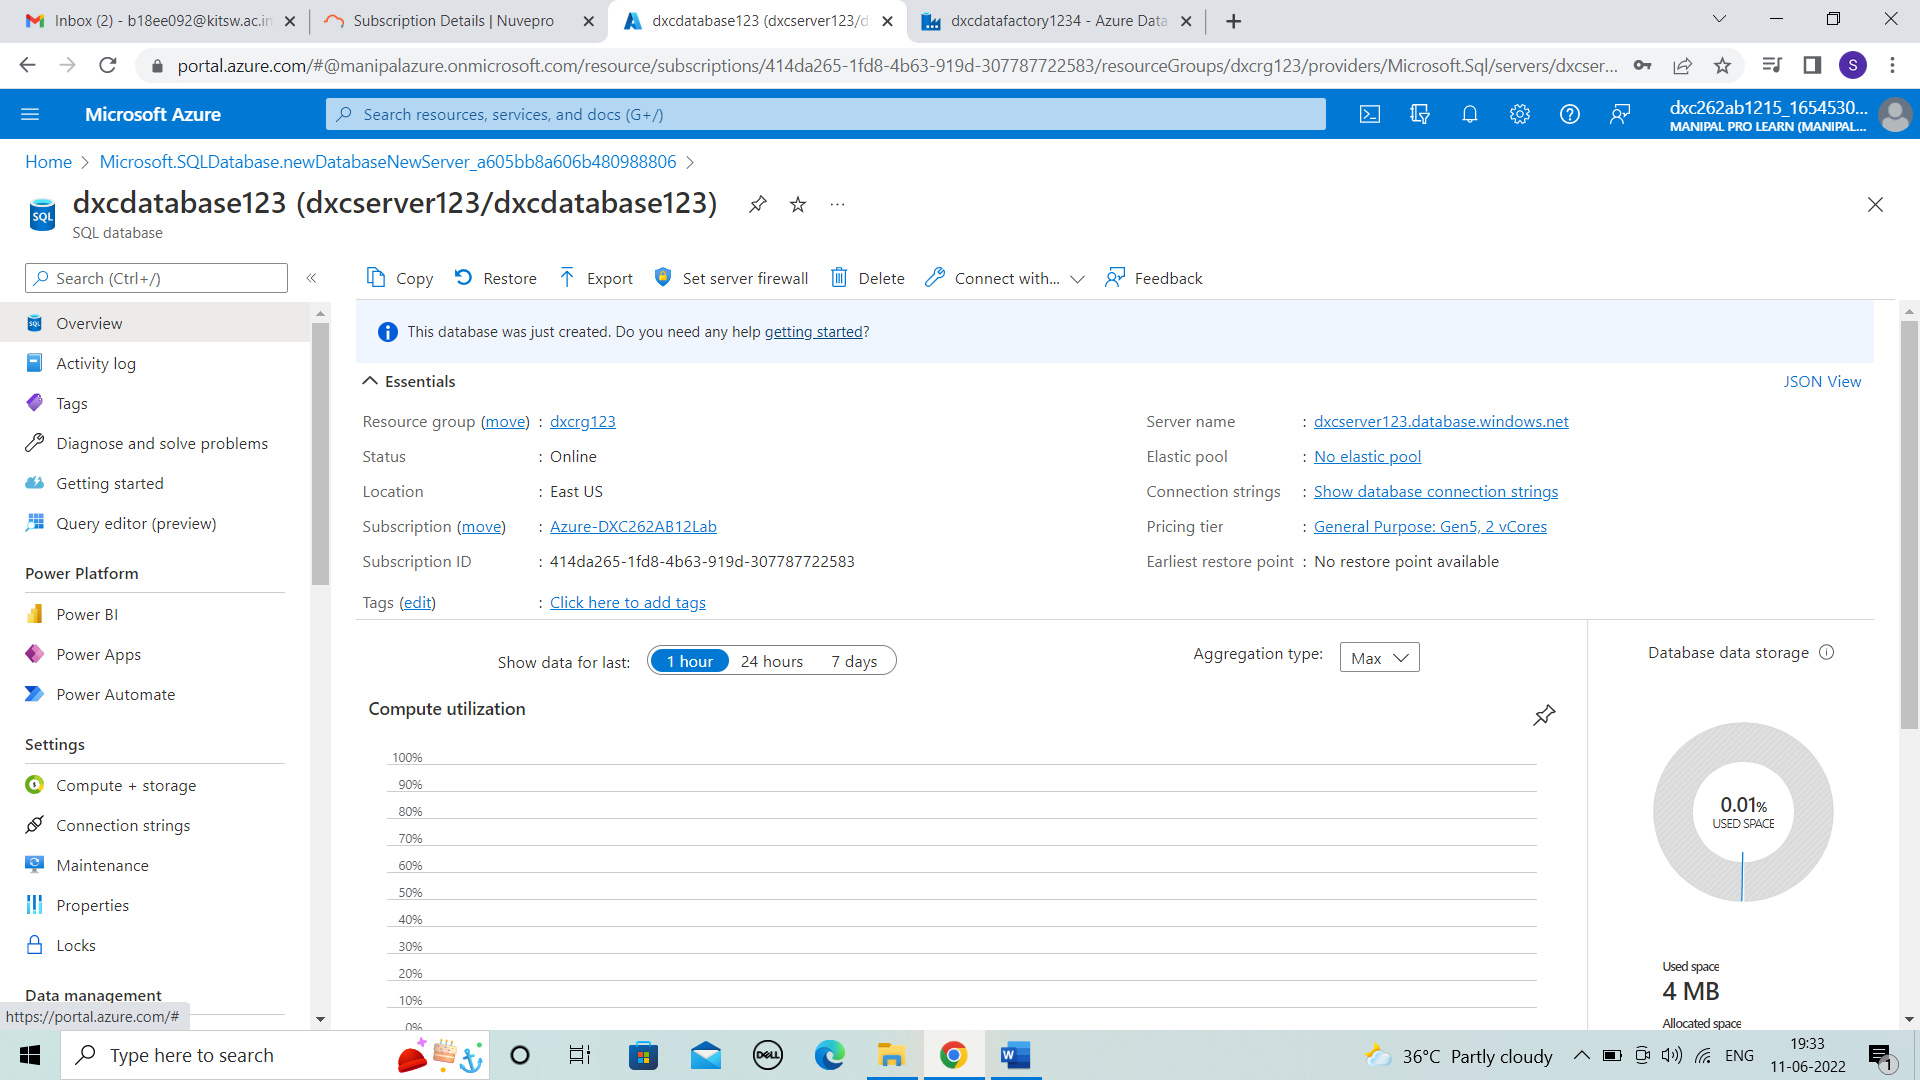 Inbox (2) - b18ee092@kitsw.ac.in
Subscription Details | Nuvepro
dxcdatabase123 (dxcserver123/d
dxcdatafactory1234 - Azure Data
portal.azure.com/#@manipalazure.onmicrosoft.com/resource/subscriptions/414da265-1fd8-4b63-919d-307787722583/resourceGroups/dxcrg123/providers/Microsoft.Sql/servers/dxcser...
S
Microsoft Azure
Search resources, services, and docs (G+/)
dxc262ab1215_1654530...
MANIPAL PRO LEARN (MANIPAL...
Home > Microsoft.SQLDatabase.newDatabaseNewServer_a605bb8a606b480988806 >
SQL
dxcdatabase123 (dxcserver123/dxcdatabase123)
SQL database
Search (Ctrl+/)
Copy
Restore
Export
Set server firewall
Delete
Connect with...
Feedback
Overview
Activity log
Tags
Diagnose and solve problems
Getting started
Query editor (preview)
Power Platform
Power BI
Power Apps
Power Automate
Settings
Compute + storage
Connection strings
Maintenance
Properties
Locks
Data management
https://portal.azure.com/#
This database was just created. Do you need any help getting started?
Essentials
JSON View
Resource group (move) : dxcrg123
Status : Online
Location : East US
Subscription (move) : Azure-DXC262AB12Lab
Subscription ID : 414da265-1fd8-4b63-919d-307787722583
Tags (edit) : Click here to add tags
Server name : dxcserver123.database.windows.net
Elastic pool : No elastic pool
Connection strings : Show database connection strings
Pricing tier : General Purpose: Gen5, 2 vCores
Earliest restore point : No restore point available
Show data for last:
1 hour
24 hours
7 days
Aggregation type:
Max
Compute utilization
100%
90%
80%
70%
60%
50%
40%
30%
20%
10%
0%
Database data storage
0.01%
USED SPACE
Used space
4 MB
Allocated space
Type here to search
DELL
36°C Partly cloudy
ENG
19:33
11-06-2022
1